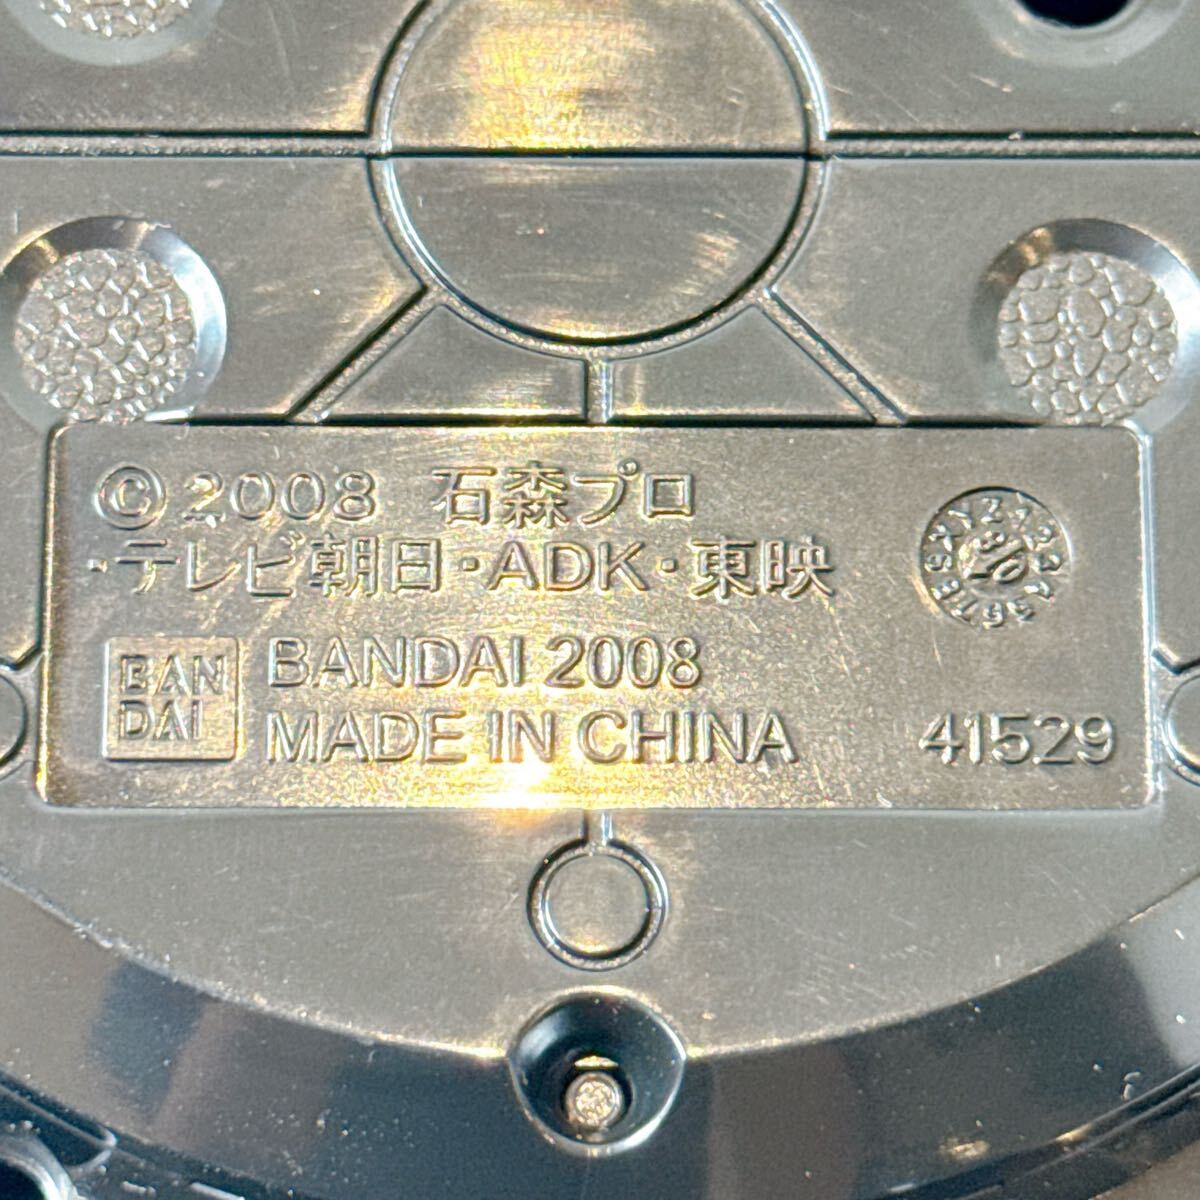 ©2008 石森プロ
・テレビ朝日・ADK・東映
BAN
DAI
BANDAI 2008
MADE IN CHINA
41529